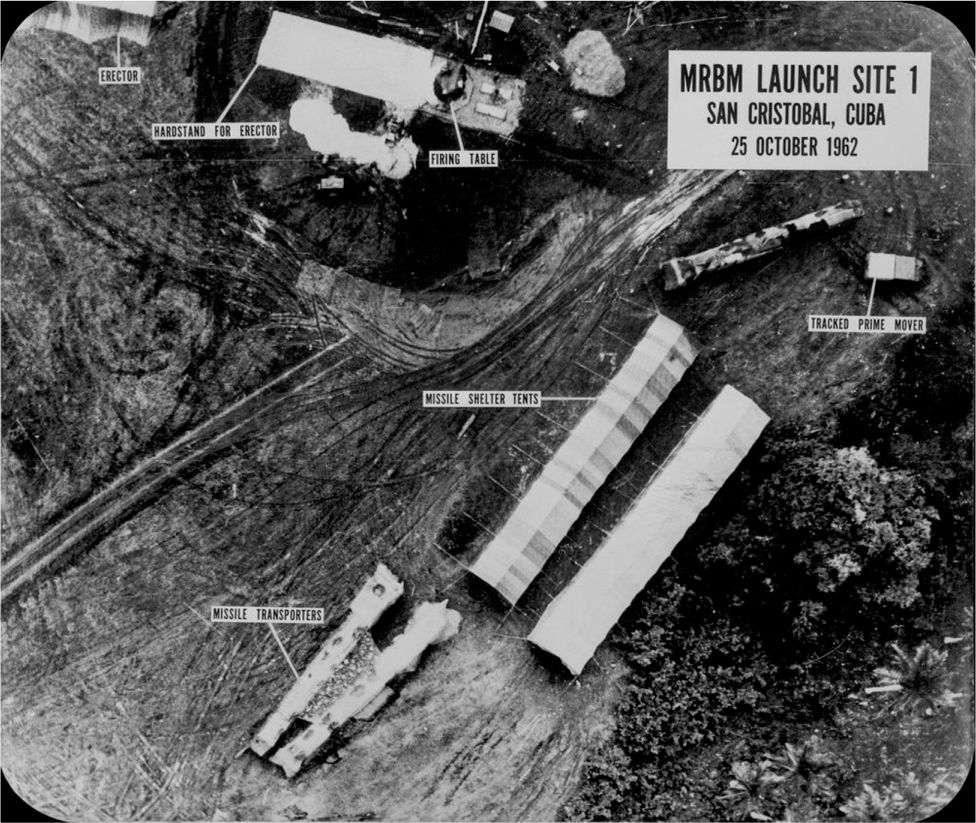 MRBM LAUNCH SITE 1
SAN CRISTOBAL, CUBA
25 OCTOBER 1962
ERECTOR
HARDSTAND FOR ERECTOR
FIRING TABLE
TRACKED PRIME MOVER
MISSILE SHELTER TENTS
MISSILE TRANSPORTERS